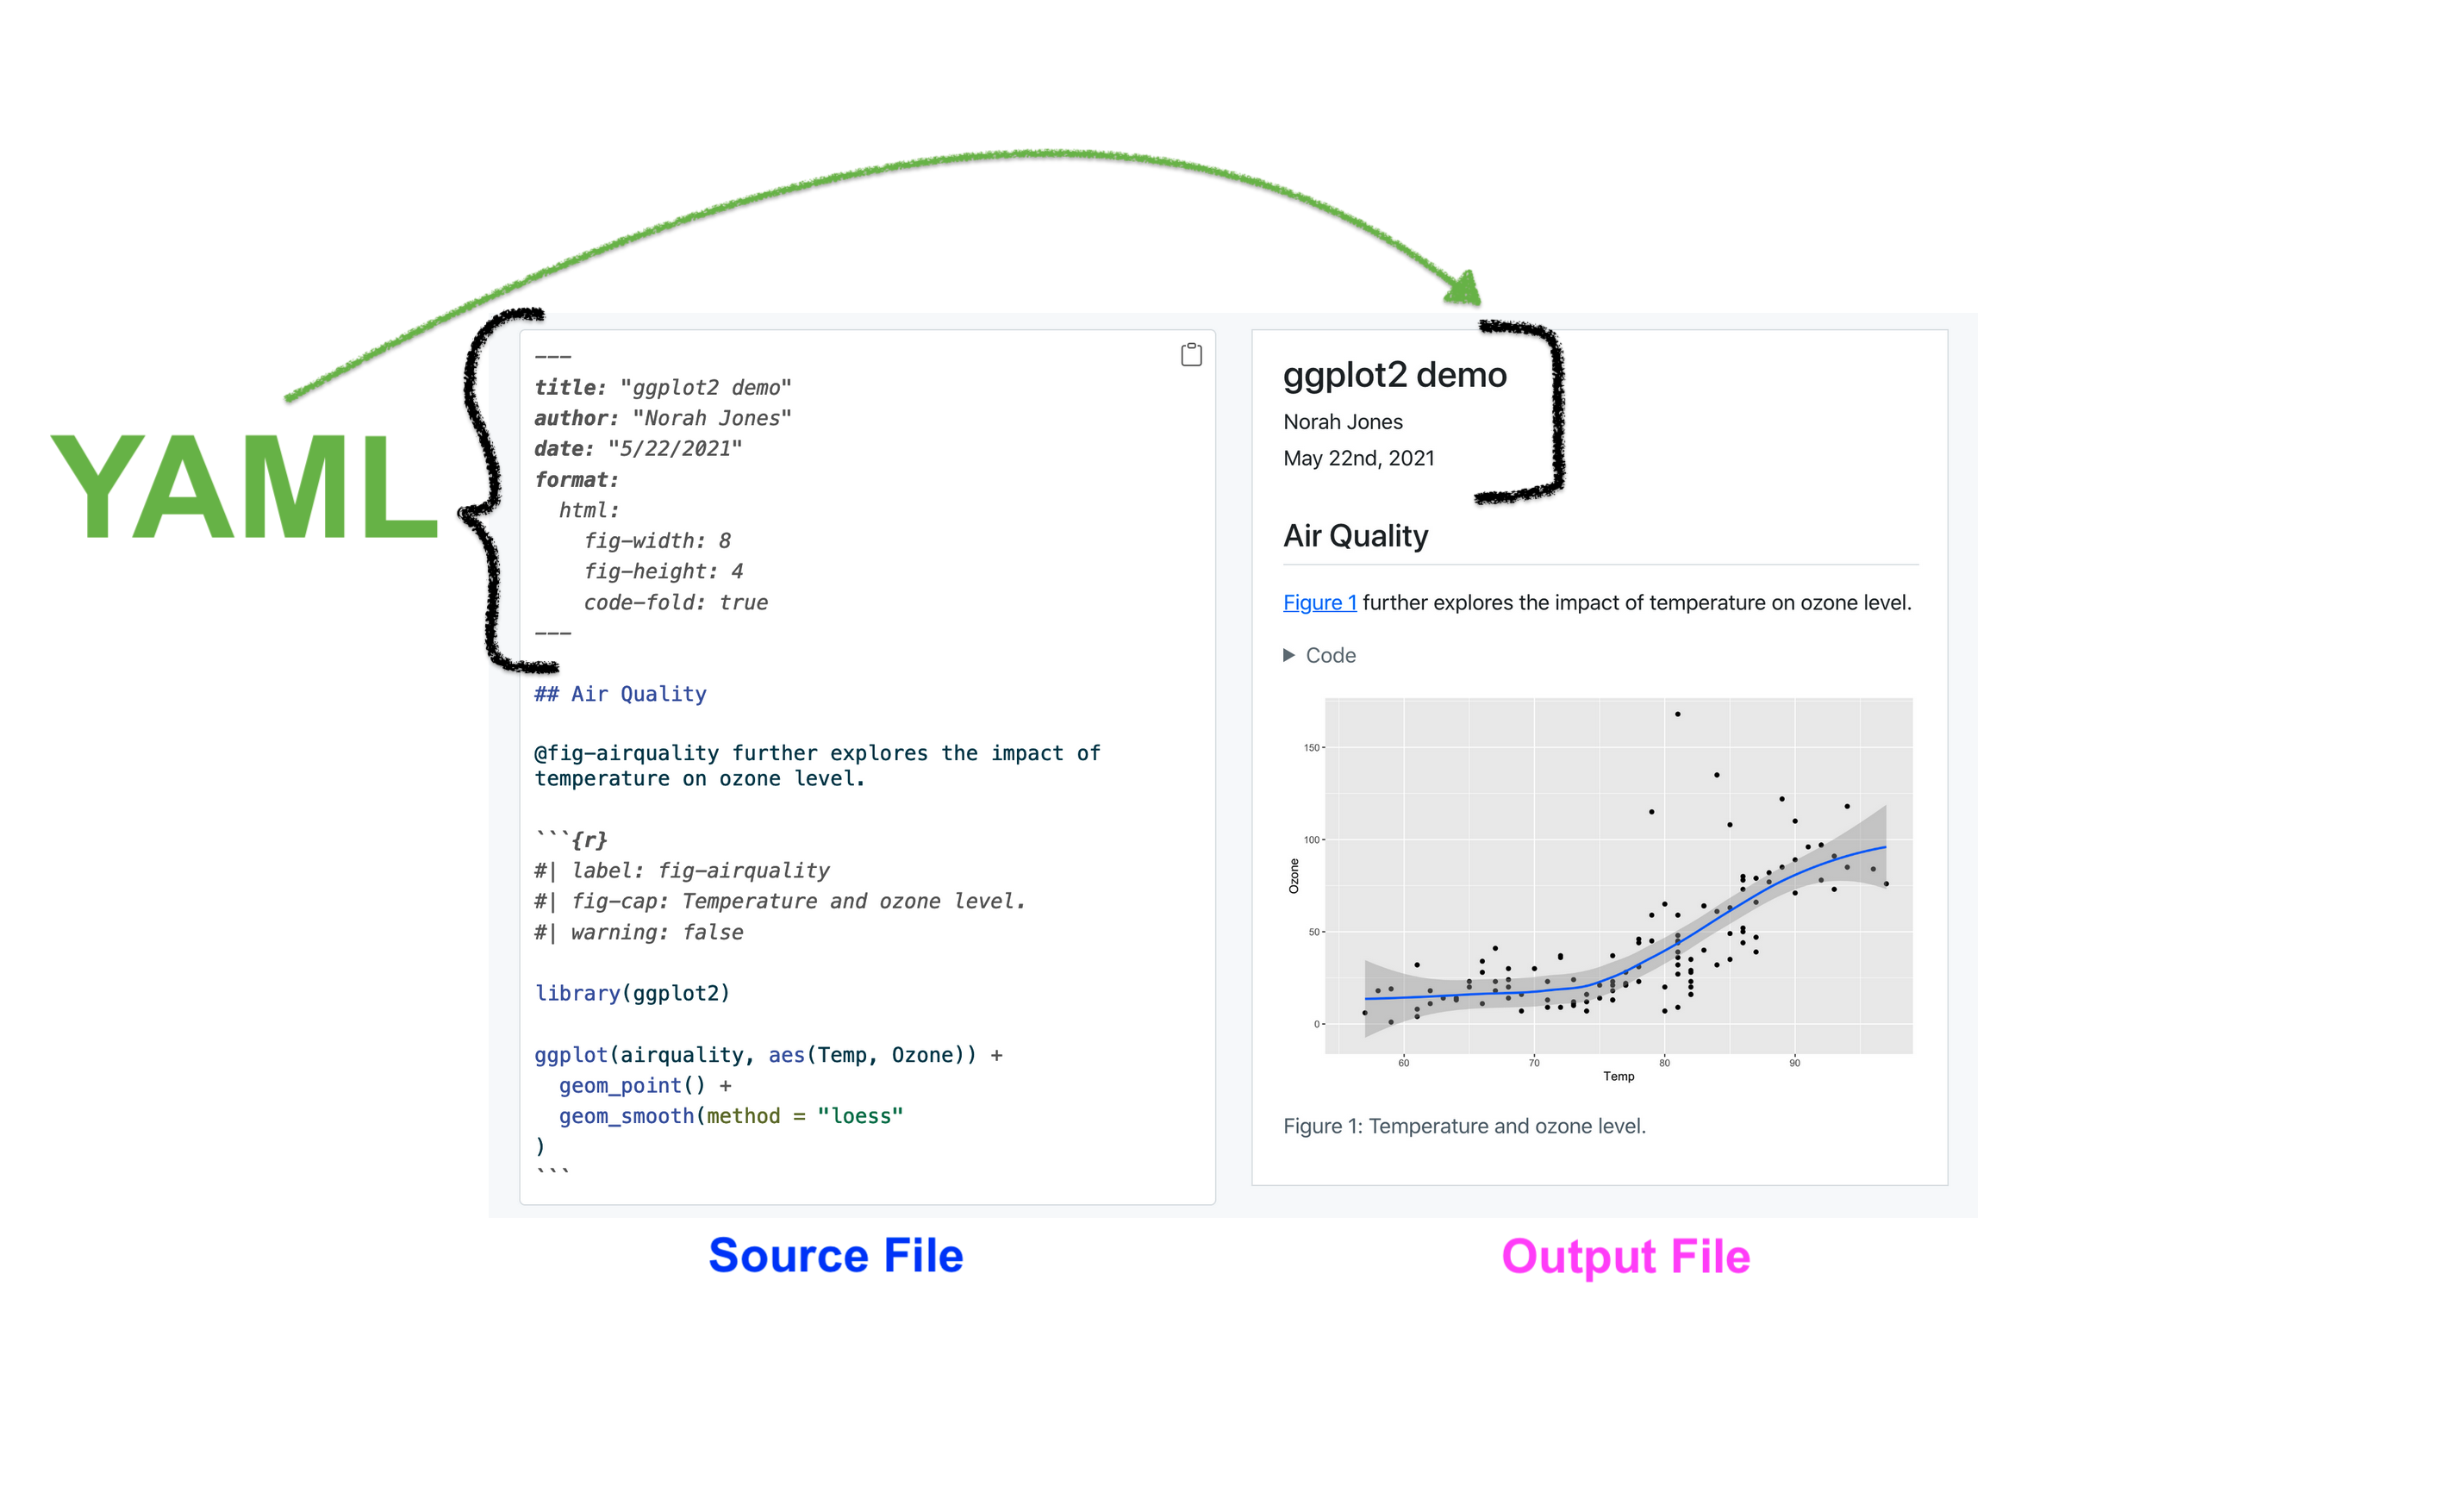 YAML
---
title: "ggplot2 demo"
author: "Norah Jones"
date: "5/22/2021"
format:
  html:
    fig-width: 8
    fig-height: 4
    code-fold: true
---
## Air Quality
@fig-airquality further explores the impact of
temperature on ozone level.
```{r}
#| label: fig-airquality
#| fig-cap: Temperature and ozone level.
#| warning: false
library(ggplot2)
ggplot(airquality, aes(Temp, Ozone)) +
  geom_point() +
  geom_smooth(method = "loess"
)
```
Source File
ggplot2 demo
Norah Jones
May 22nd, 2021
Air Quality
Figure 1 further explores the impact of temperature on ozone level.
Code
150
100
50
0
Ozone
60 70 80 90
Temp
Figure 1: Temperature and ozone level.
Output File